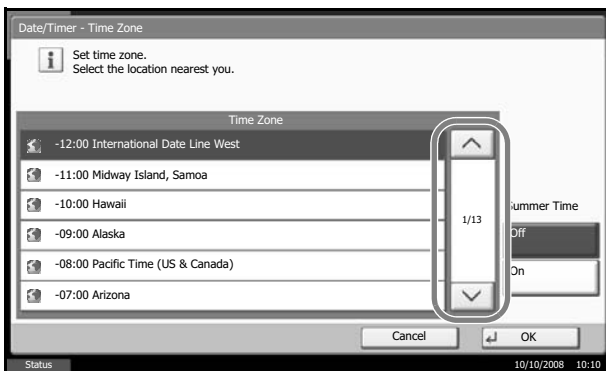 Date/Timer - Time Zone
Set time zone.
Select the location nearest you.
Time Zone
-12:00 International Date Line West
-11:00 Midway Island, Samoa
-10:00 Hawaii
-09:00 Alaska
-08:00 Pacific Time (US & Canada)
-07:00 Arizona
1/13
Summer Time
Off
On
Cancel
OK
Status
10/10/2008 10:10